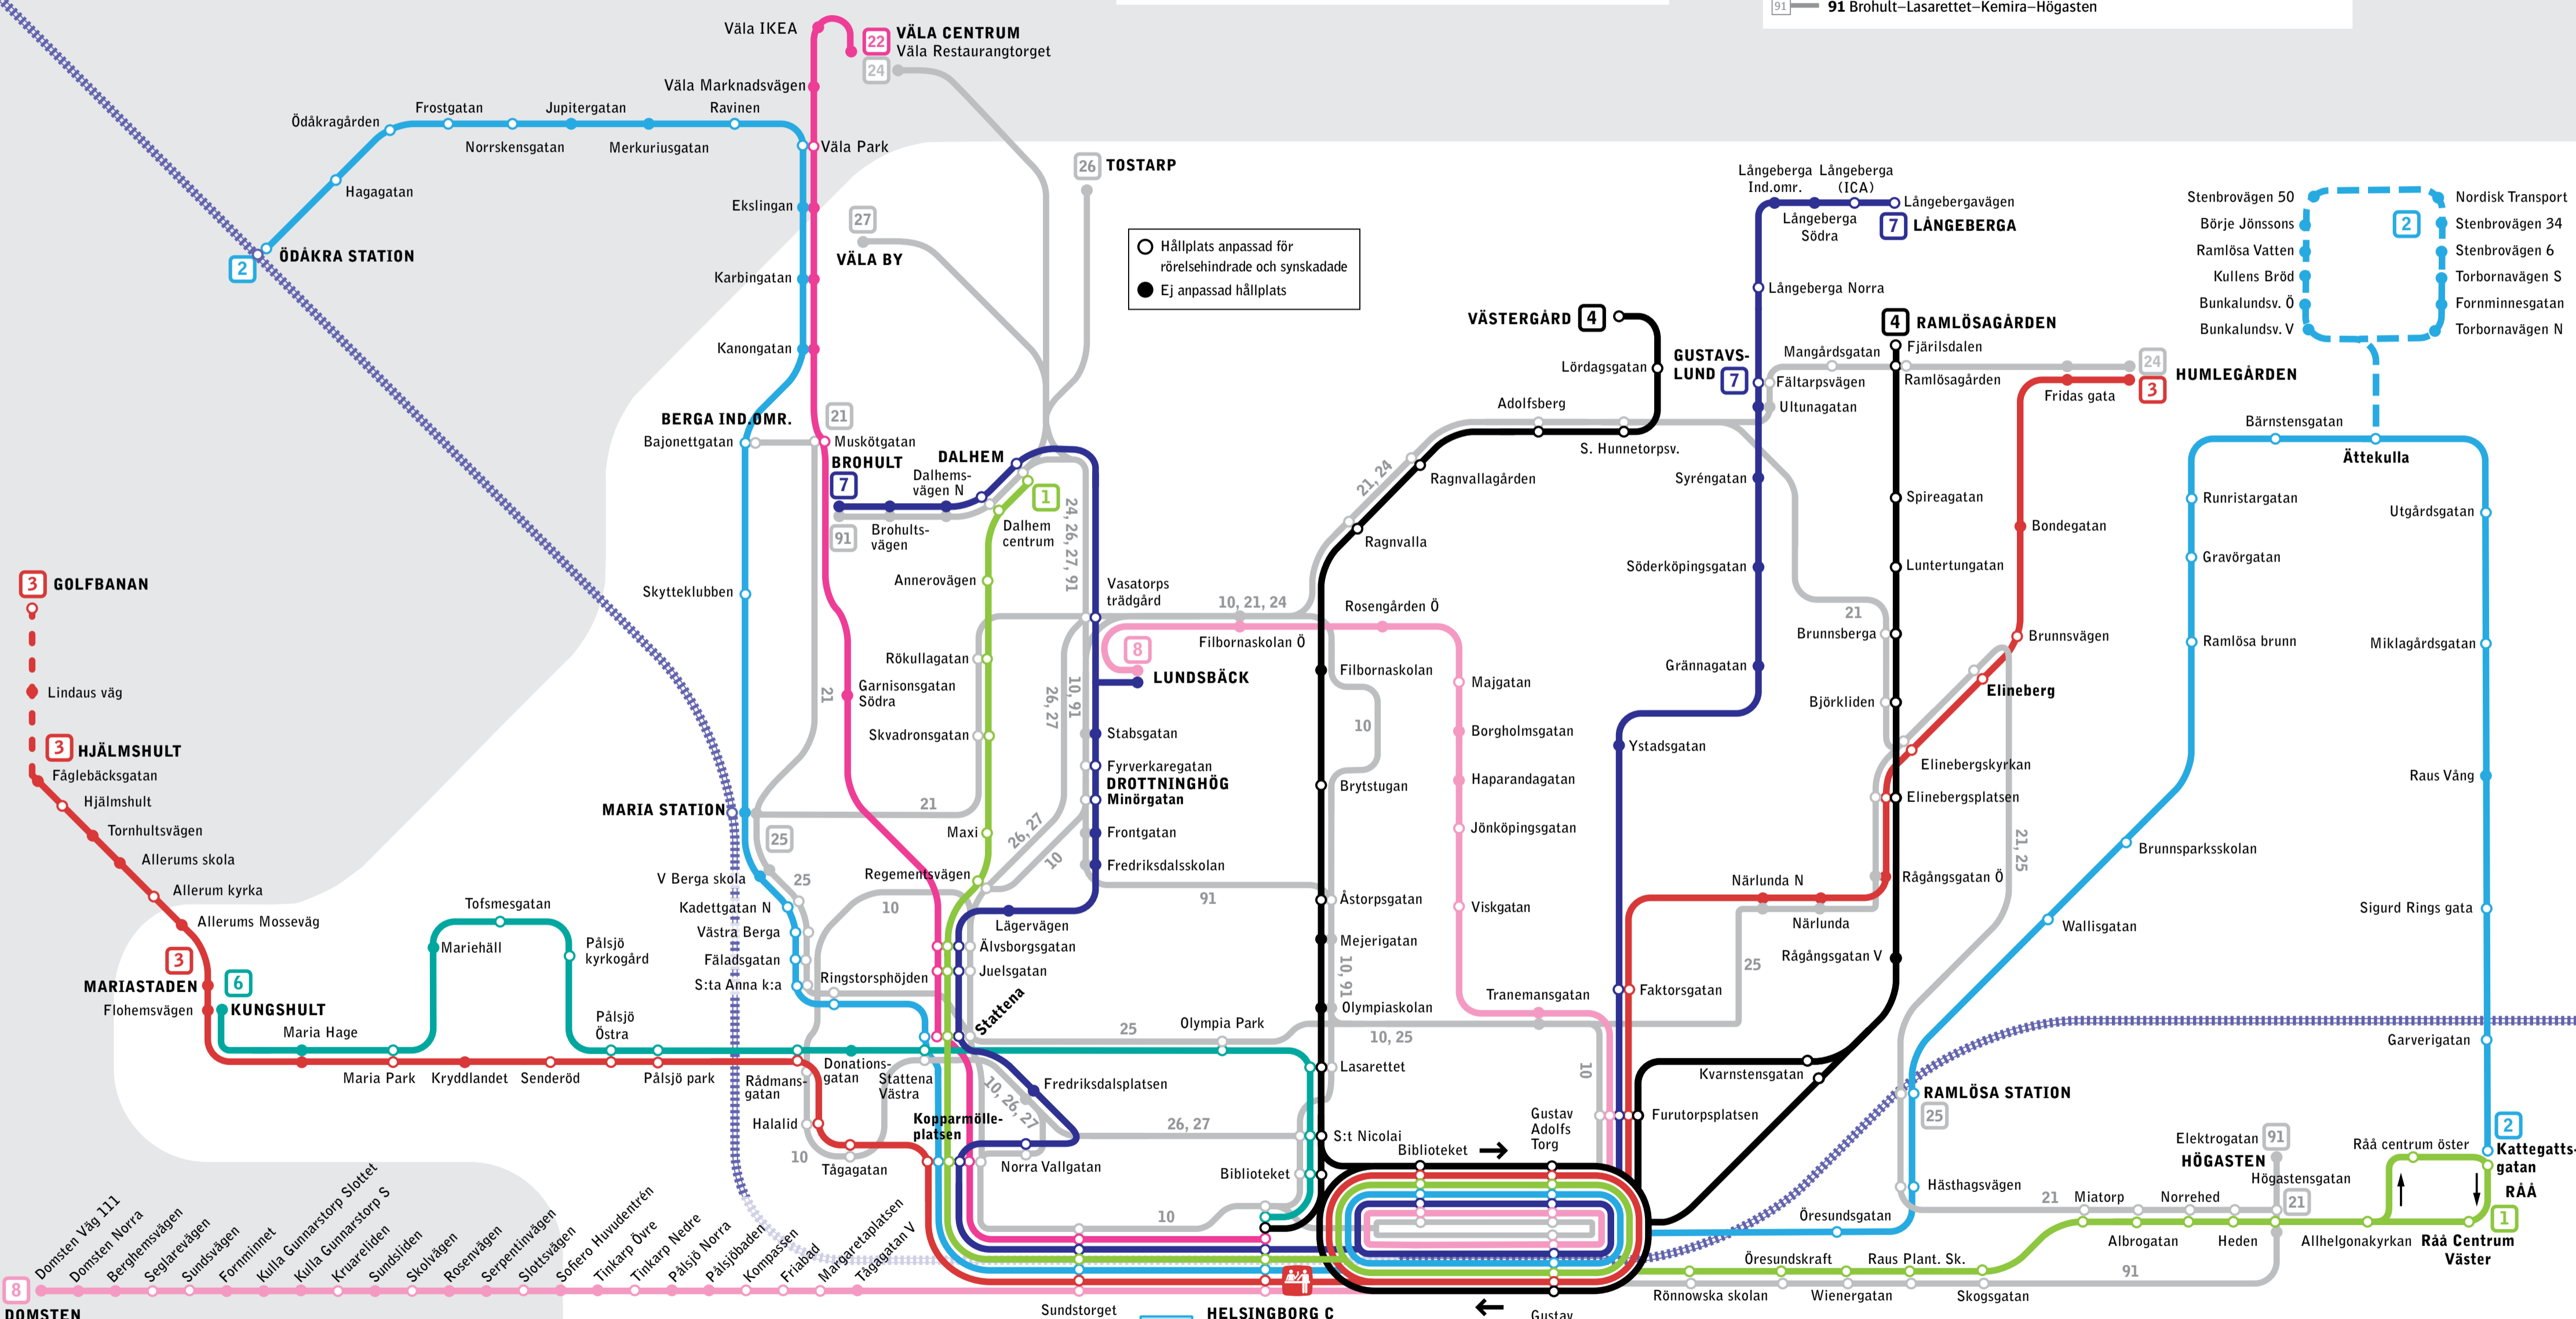 91
91 Brohult–Lasarettet–Kemira–Högasten
Väla IKEA
22
VÄLA CENTRUM
Väla Restaurangtorget
24
Väla Marknadsvägen
Frostgatan
Jupitergatan
Ravinen
Ödåkragården
Norrskensgatan
Merkuriusgatan
Väla Park
Hagagatan
ÖDÅKRA STATION
2
Ekslingan
Karbingatan
Kanongatan
27
VÄLA BY
26
TOSTARP
Hållplats anpassad för
rörelsehindrade och synskadade
Ej anpassad hållplats
Långeberga
Ind.omr.
Långeberga
(ICA)
Långebergavägen
Långeberga
Södra
7
LÅNGEBERGA
Långeberga Norra
Stenbrovägen 50
Börje Jönssons
Ramlösa Vatten
Kullens Bröd
Bunkalundsv. Ö
Bunkalundsv. V
2
Nordisk Transport
Stenbrovägen 34
Stenbrovägen 6
Torbornavägen S
Fornminnesgatan
Torbornavägen N
VÄSTERGÅRD
4
Lördagsgatan
GUSTAVS-
LUND
7
Mangårdsgatan
Fältarpsvägen
Ultunagatan
4
RAMLÖSAGÅRDEN
Fjärilsdalen
Ramlösagården
24
HUMLEGÅRDEN
3
Fridas gata
BERGA IND.OMR.
Bajonettgatan
21
Muskötgatan
BROHULT
7
DALHEM
Dalhems-
vägen N
91
Brohults-
vägen
1
Dalhem
centrum
24, 26, 27, 91
Adolfsberg
S. Hunnetorpsv.
21, 24
Ragnvallagården
Ragnvalla
Syréngatan
Söderköpingsgatan
Grännagatan
Ystadsgatan
Spireagatan
Luntertungatan
21
Brunnsberga
Björkliden
Bondegatan
Brunnsvägen
Elineberg
Elinebergskyrkan
Elinebergsplatsen
Bärnstensgatan
Ättekulla
Runristargatan
Gravörgatan
Ramlösa brunn
Utgårdsgatan
Miklagårdsgatan
Raus Vång
Skytteklubben
Annerovägen
Rökullagatan
Skvadronsgatan
Maxi
Garnisonsgatan
Södra
21
Vasatorps
trädgård
10, 21, 24
Filbornaskolan Ö
Rosengården Ö
8
LUNDSBÄCK
26, 27
10, 91
Stabsgatan
Fyrverkaregatan
DROTTNINGHÖG
Minörgatan
Frontgatan
Fredriksdalsskolan
26, 27
10
Filbornaskolan
10
Brytstugan
Majgatan
Borgholmsgatan
Haparandagatan
Jönköpingsgatan
Viskgatan
3
GOLFBANAN
Lindaus väg
3
HJÄLMSHULT
Fåglebäcksgatan
Hjälmshult
Tornhultsvägen
Allerums skola
Allerum kyrka
Allerums Mosseväg
3
MARIASTADEN
Flohemsvägen
6
KUNGSHULT
MARIA STATION
21
25
V Berga skola
25
Kadettgatan N
Västra Berga
Fäladsgatan
S:ta Anna k:a
Ringstorphöjden
Regementsvägen
10
Lägervägen
Älvsborgsgatan
Juelsgatan
Stattena
91
Åstorpsgatan
Mejerigatan
10, 91
Olympiaskolan
Närlunda N
Närlunda
25
Rågångsgatan Ö
Rågångsgatan V
21, 25
Brunnsparksskolan
Wallisgatan
Sigurd Rings gata
Garverigatan
Tofsmesgatan
Mariehäll
Pålsjö
kyrkogård
Maria Hage
Maria Park
Kryddlandet
Senderöd
Pålsjö
Östra
Pålsjö park
Rådmans-
gatan
Donations-
gatan
Stattena
Västra
Halalid
10
Tågagatan
Kopparmölle-
platsen
25
Olympia Park
10, 25
Tranemansgatan
Faktorsgatan
Lasarettet
10
10, 26, 27
Fredriksdalsplatsen
Norra Vallgatan
26, 27
S:t Nicolai
Biblioteket
Biblioteket
Gustav
Adolfs
Torg
Furutorpsplatsen
Kvarnstensgatan
RAMLÖSA STATION
25
Hästhagsvägen
Öresundsgatan
Elektrogatan
91
HÖGASTEN
Högastensgatan
21
21
Miatorp
Norrehed
Albrogatan
Heden
Råå centrum öster
2
Kattegatts-
gatan
RÅÅ
1
Allhelgonakyrkan
Råå Centrum
Väster
10
Öresundskraft
Raus Plant. Sk.
Rönnowska skolan
Wienergatan
Skogsgatan
91
Domsten Väg 111
Domsten Norra
Berghemsvägen
Seglarevägen
Sundsvägen
Fornminnet
Kulla Gunnarstorp Slottet
Kulla Gunnarstorp S
Kruareliden
Sundsliden
Skolvägen
Rosenvägen
Serpentinvägen
Slottsvägen
Sofiero Huvudentrén
Tinkarp Övre
Tinkarp Nedre
Pålsjö Norra
Pålsjöbaden
Kompassen
Friabad
Margaretaplatsen
Tågagatan V
8
DOMSTEN
Sundstorget
HELSINGBORG C
Gustav